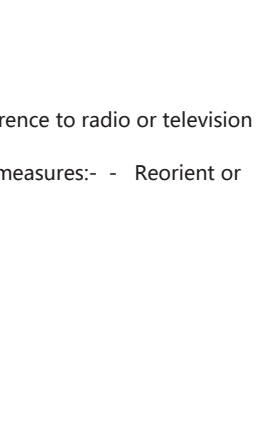 rence to radio or television
measures:- -   Reorient or